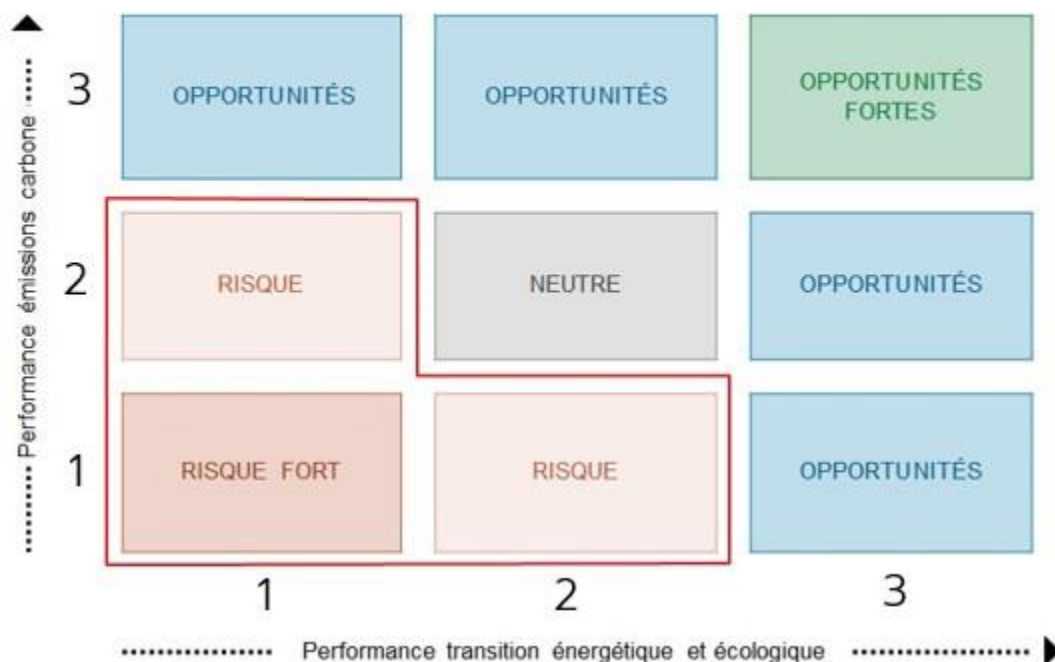 Performance émissions carbone
3
OPPORTUNITÉS
OPPORTUNITÉS
OPPORTUNITÉS
FORTES
2
RISQUE
NEUTRE
OPPORTUNITÉS
1
RISQUE FORT
RISQUE
OPPORTUNITÉS
1
2
3
Performance transition énergétique et écologique